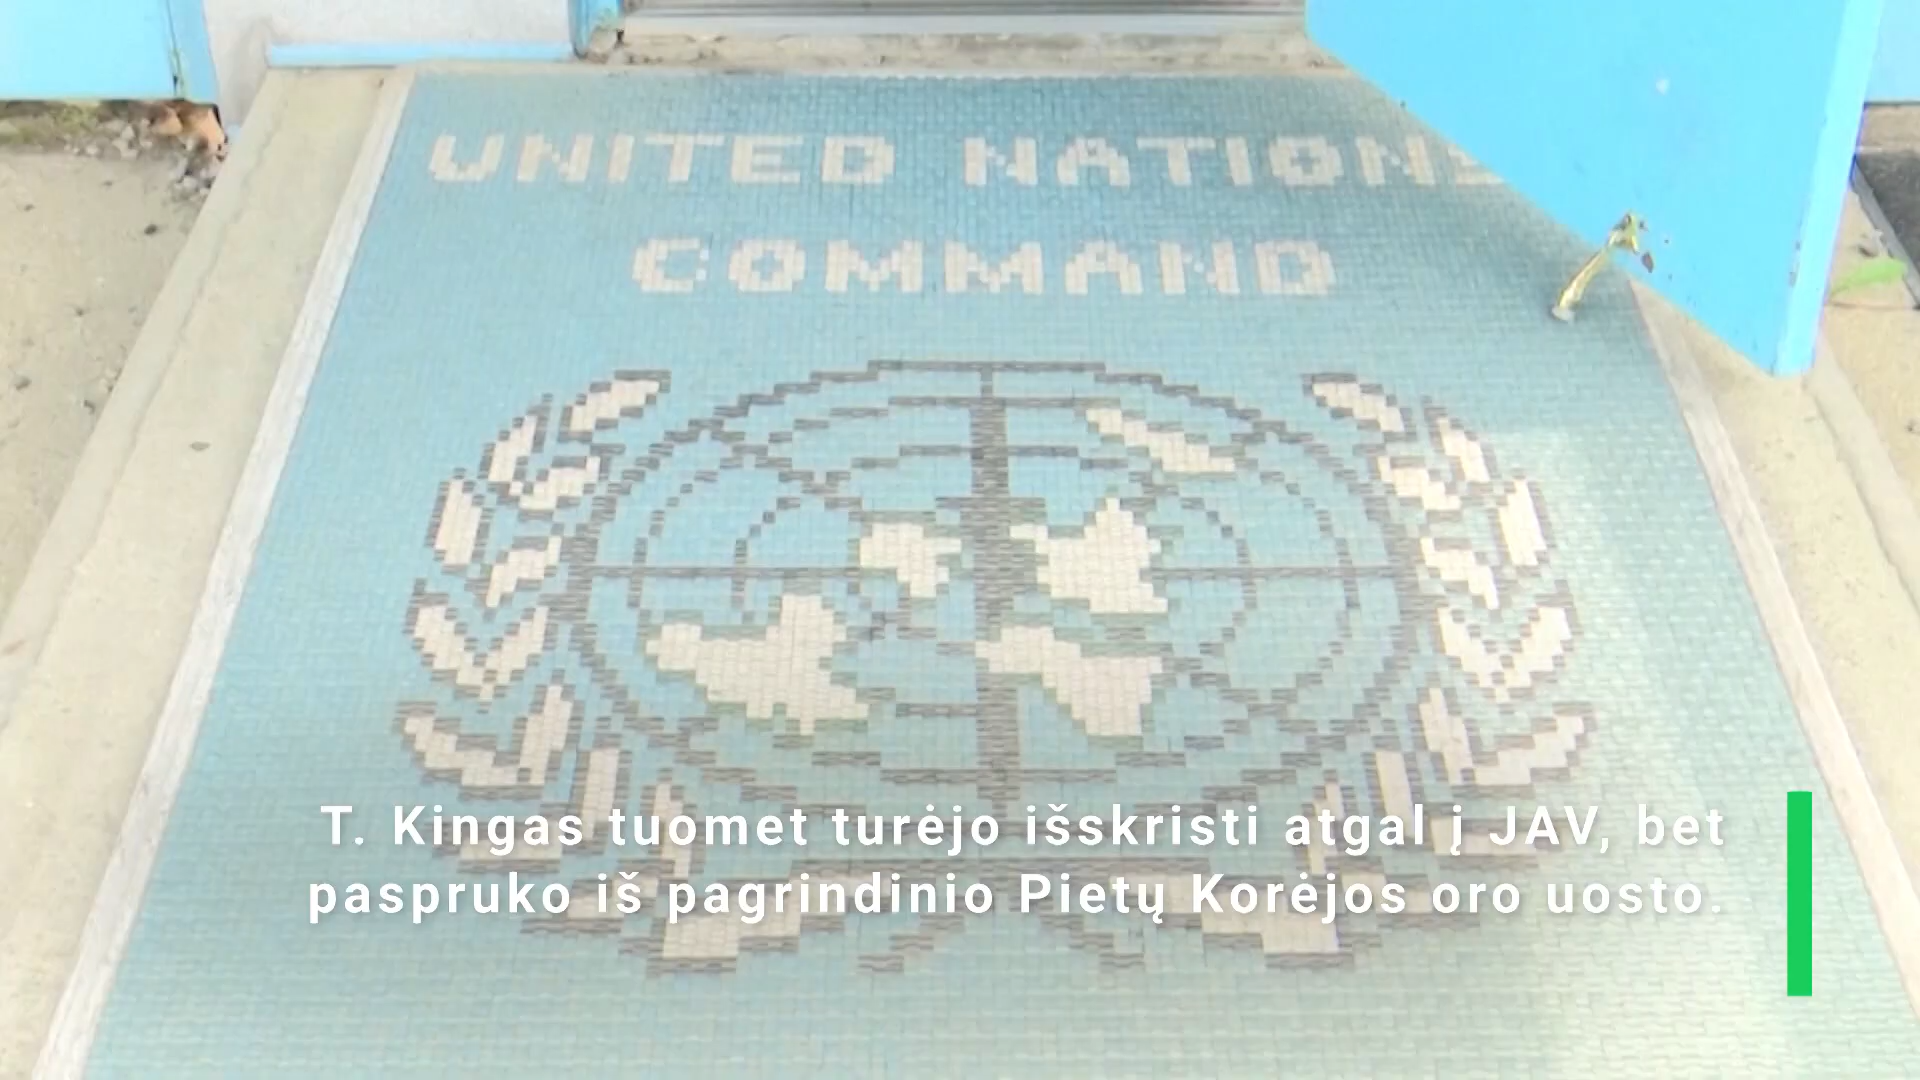 UNITED NATIONS
COMMAND
T. Kingas tuomet turėjo išskristi atgal į JAV, bet
paspruko iš pagrindinio Pietų Korėjos oro uosto.